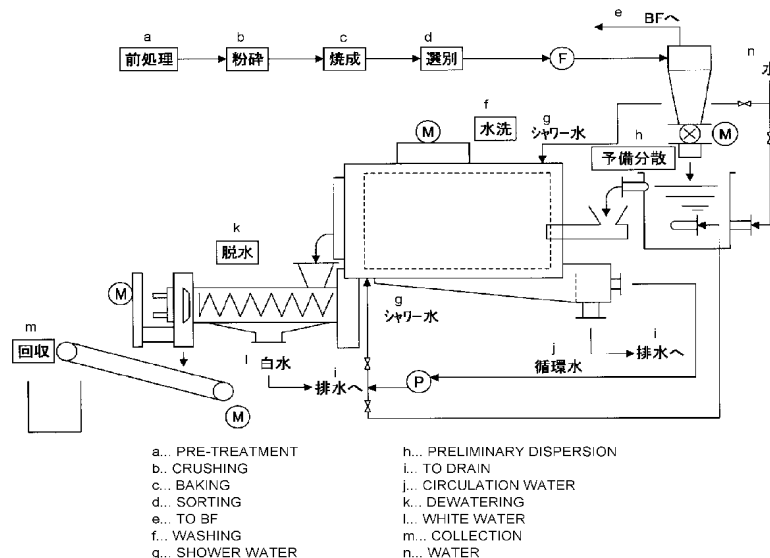 e
BFへ
a
b
c
d
前処理
粉砕
焼成
選別
F
n
水
f
M
水洗
g
シャワー水
h
M
予備分散
k
脱水
M
g
シャワー水
m
回収
l 白水
i
排水へ
P
j
循環水
i
排水へ
M
a... PRE-TREATMENT
b... CRUSHING
c... BAKING
d... SORTING
e... TO BF
f... WASHING
g... SHOWER WATER
h... PRELIMINARY DISPERSION
i... TO DRAIN
j... CIRCULATION WATER
k... DEWATERING
l... WHITE WATER
m... COLLECTION
n... WATER